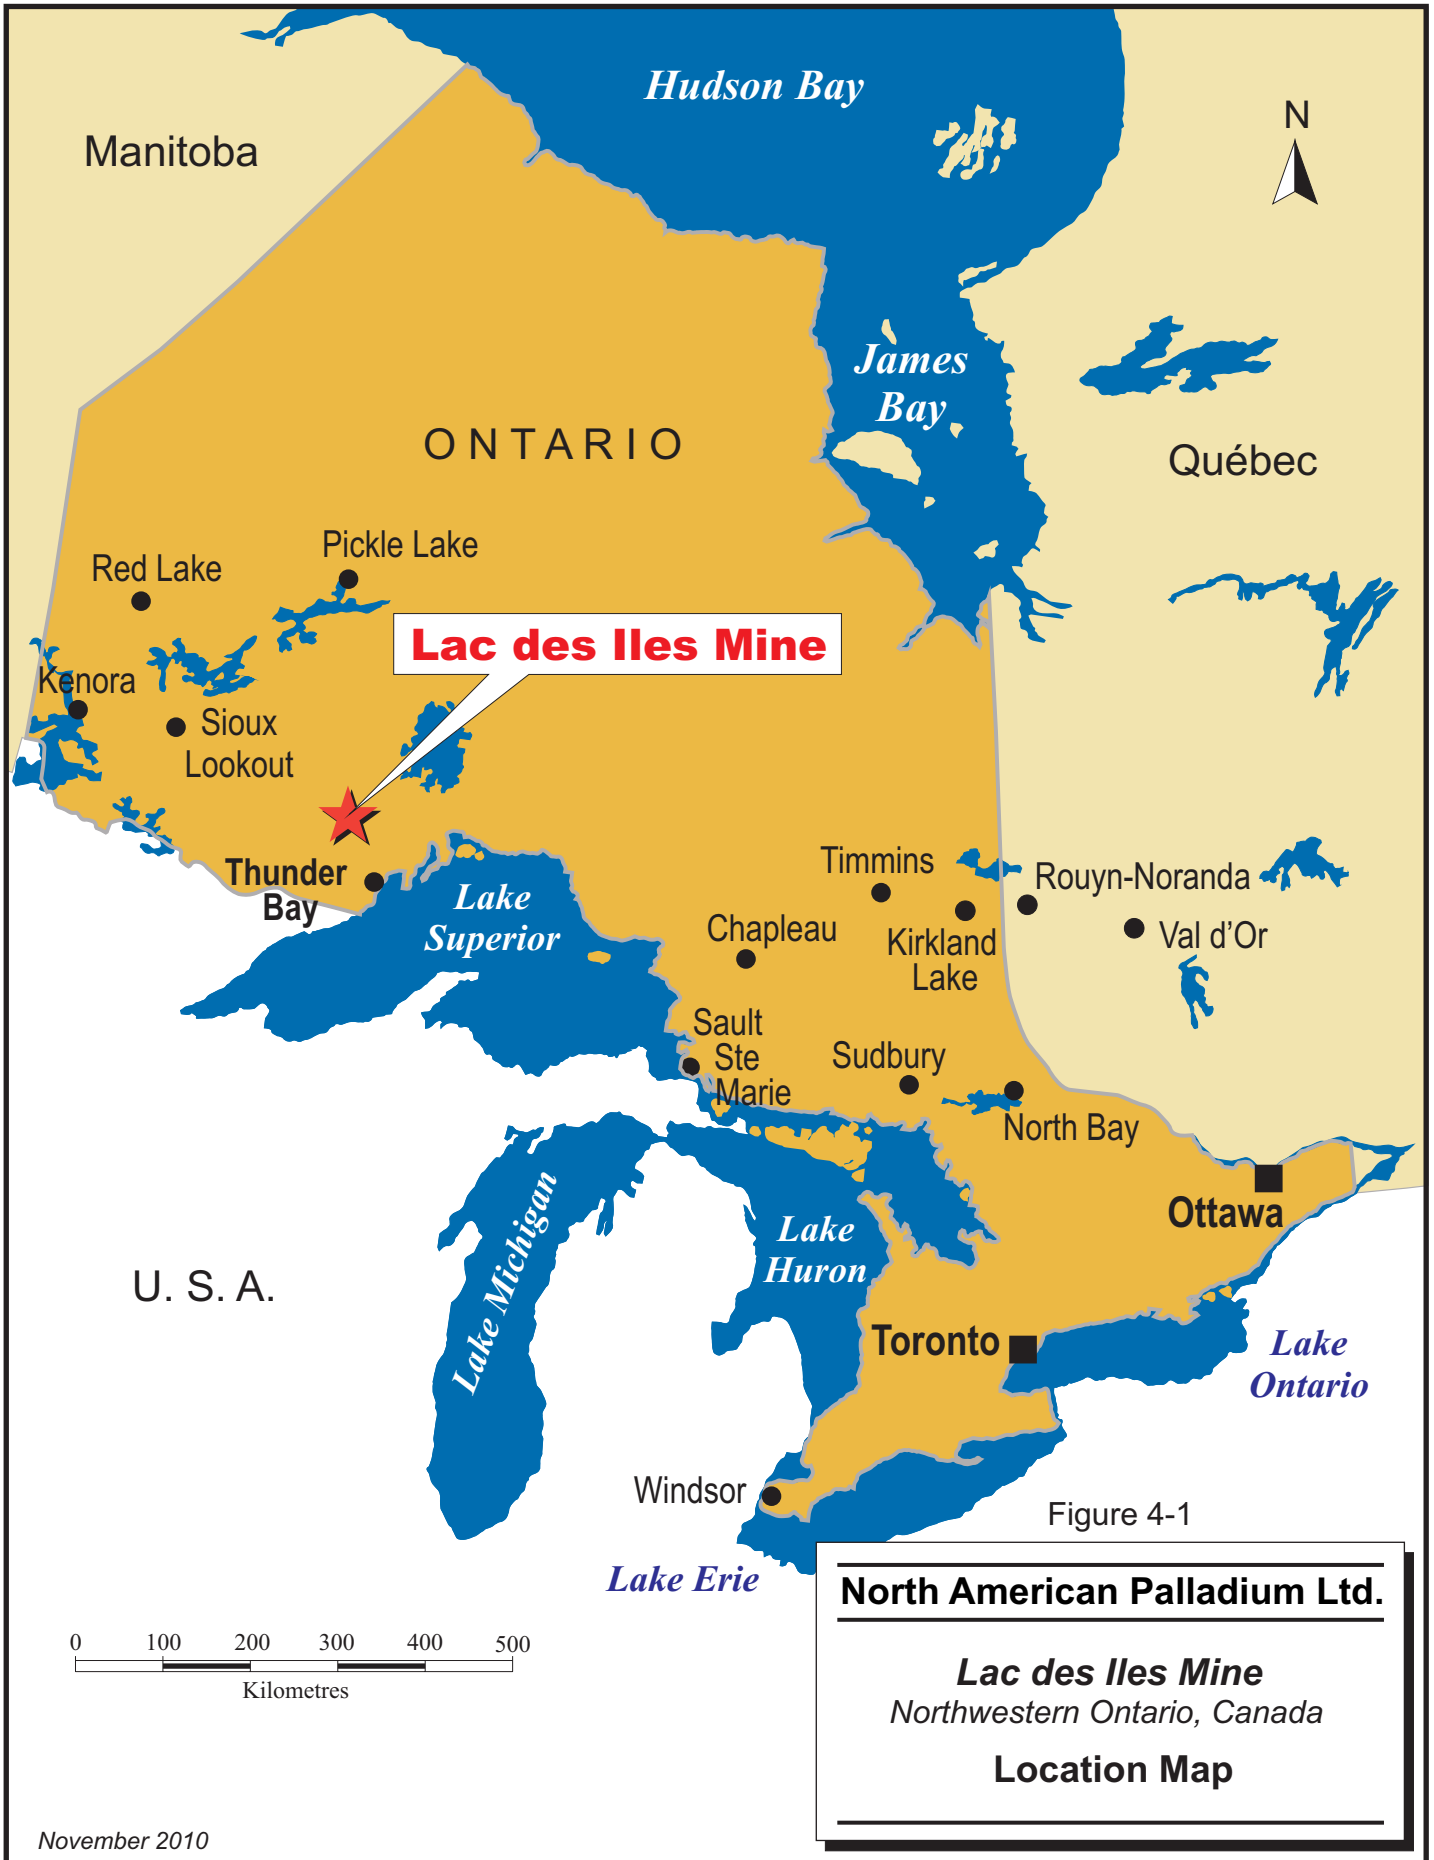 Hudson Bay
N
Manitoba
James
Bay
ONTARIO
Québec
Pickle Lake
Red Lake
Lac des Iles Mine
Kenora
Sioux
Lookout
Thunder
Bay
Lake
Superior
Timmins
Rouyn-Noranda
Chapleau
Kirkland
Lake
Val d’Or
Sault
Ste
Marie
Sudbury
North Bay
Ottawa
Lake Michigan
Lake
Huron
U. S. A.
Toronto
Lake
Ontario
Windsor
Lake Erie
Figure 4-1
North American Palladium Ltd.
Lac des Iles Mine
Northwestern Ontario, Canada
Location Map
0 100 200 300 400 500
Kilometres
November 2010